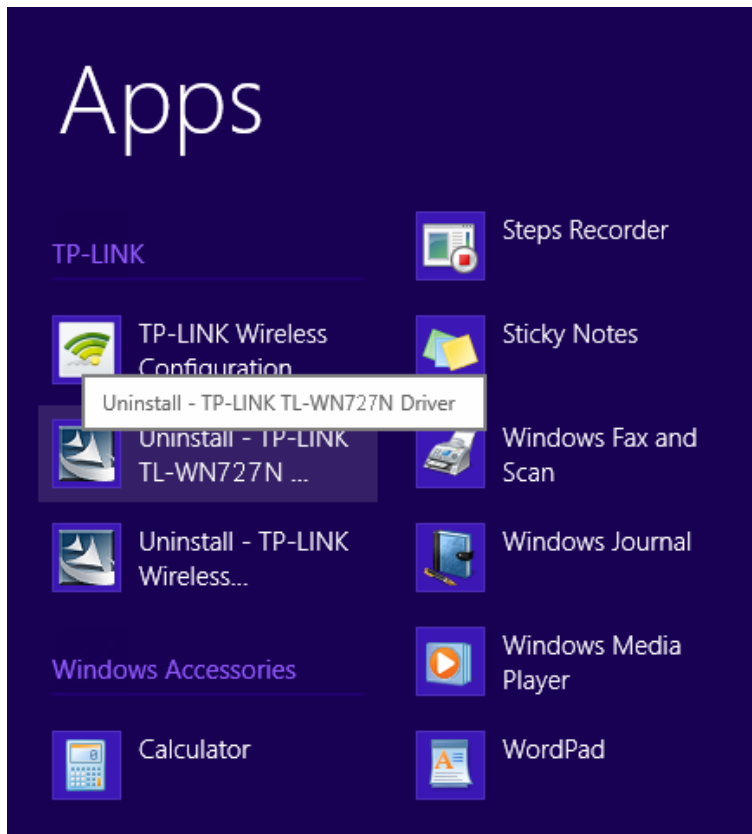 Apps
TP-LINK
TP-LINK Wireless
Configuration
Uninstall - TP-LINK TL-WN727N Driver
Uninstall - TP-LINK
TL-WN727N ...
Uninstall - TP-LINK
Wireless...
Windows Accessories
Calculator
Steps Recorder
Sticky Notes
Windows Fax and
Scan
Windows Journal
Windows Media
Player
WordPad